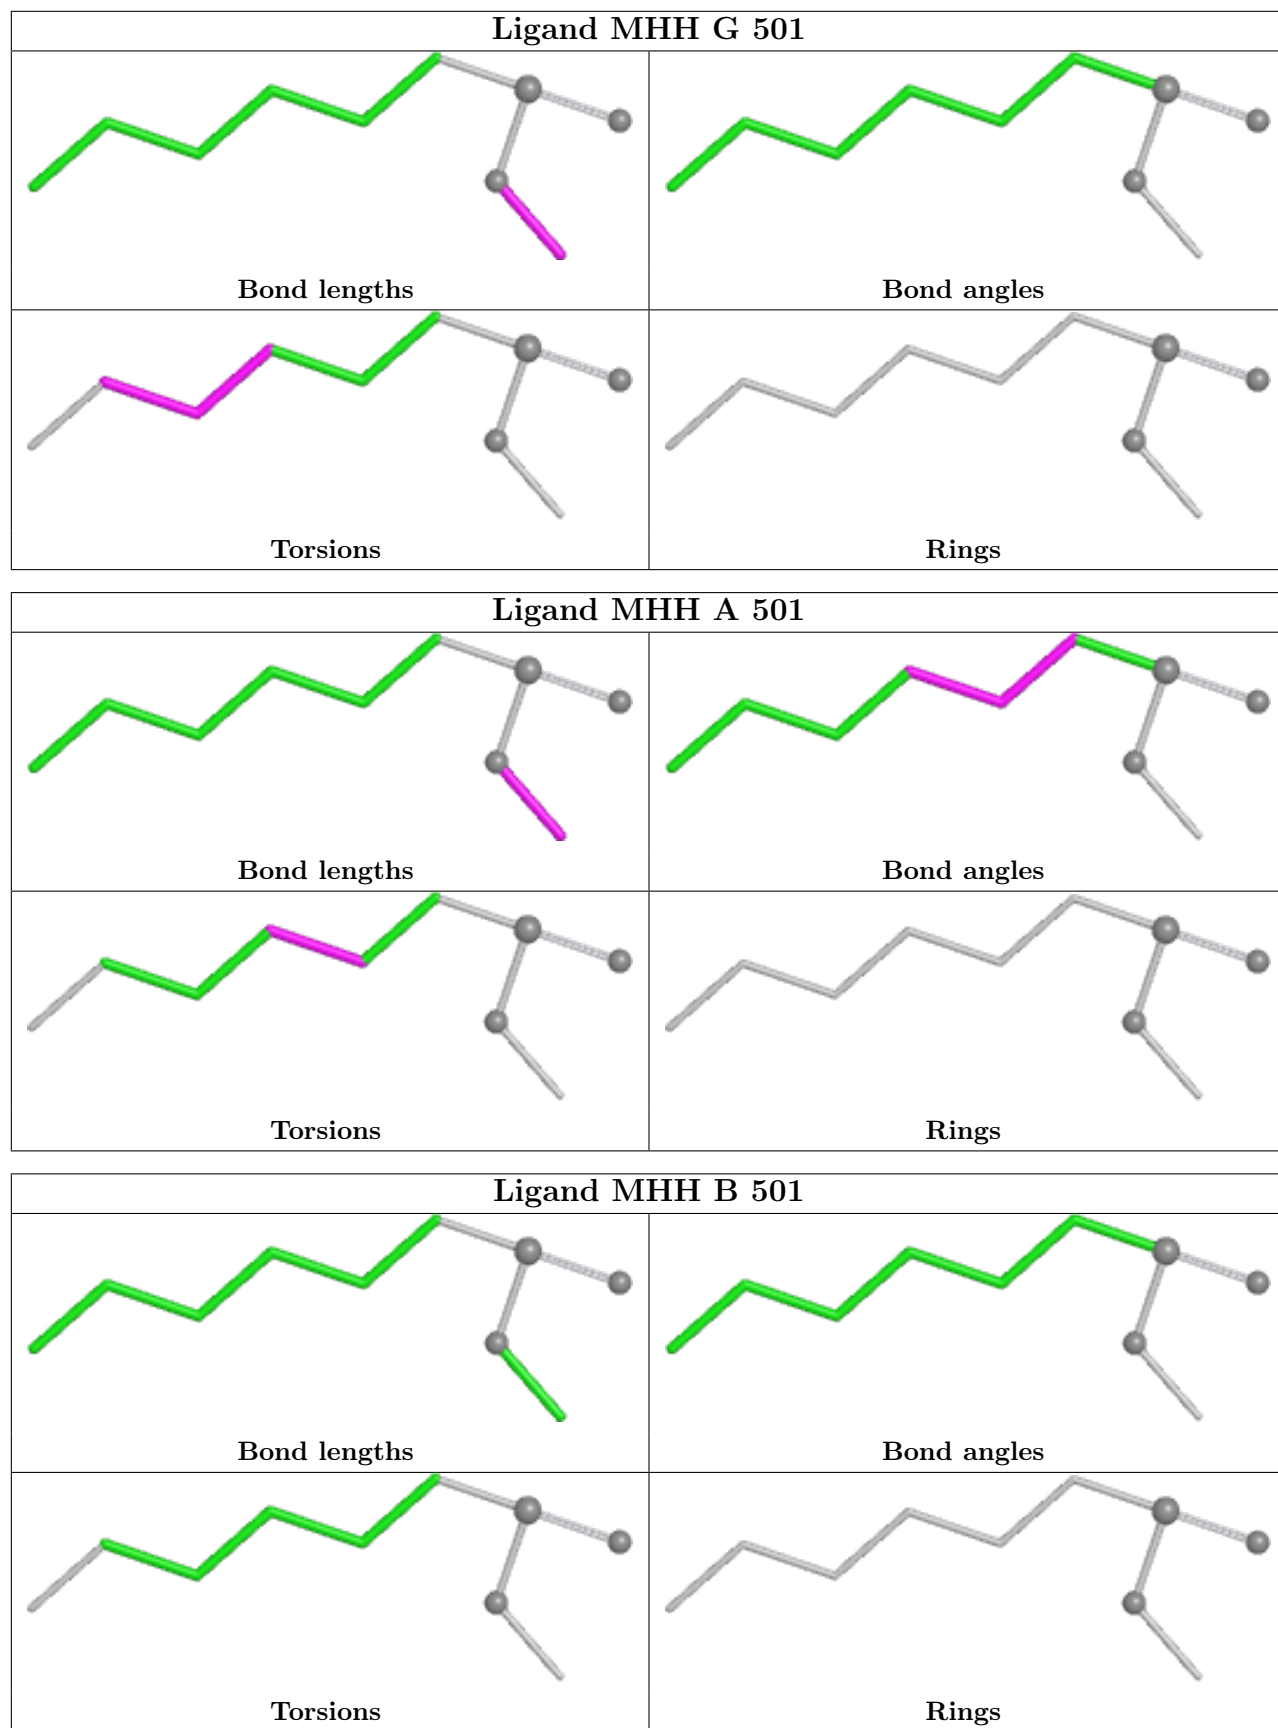 Ligand MHH G 501
Bond lengths
Bond angles
Torsions
Rings
Ligand MHH A 501
Bond lengths
Bond angles
Torsions
Rings
Ligand MHH B 501
Bond lengths
Bond angles
Torsions
Rings